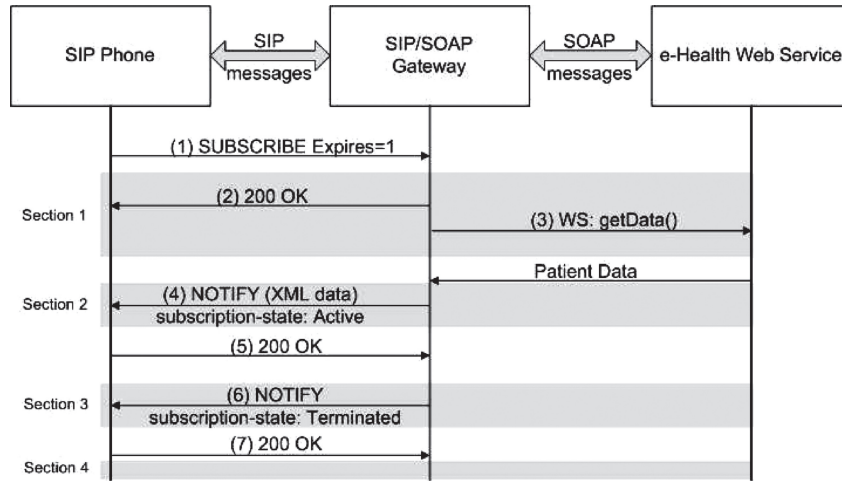 SIP Phone
SIP
messages
SIP/SOAP
Gateway
SOAP
messages
e-Health Web Service
(1) SUBSCRIBE Expires=1
Section 1
(2) 200 OK
(3) WS: getData()
Patient Data
Section 2
(4) NOTIFY (XML data)
subscription-state: Active
(5) 200 OK
Section 3
(6) NOTIFY
subscription-state: Terminated
(7) 200 OK
Section 4